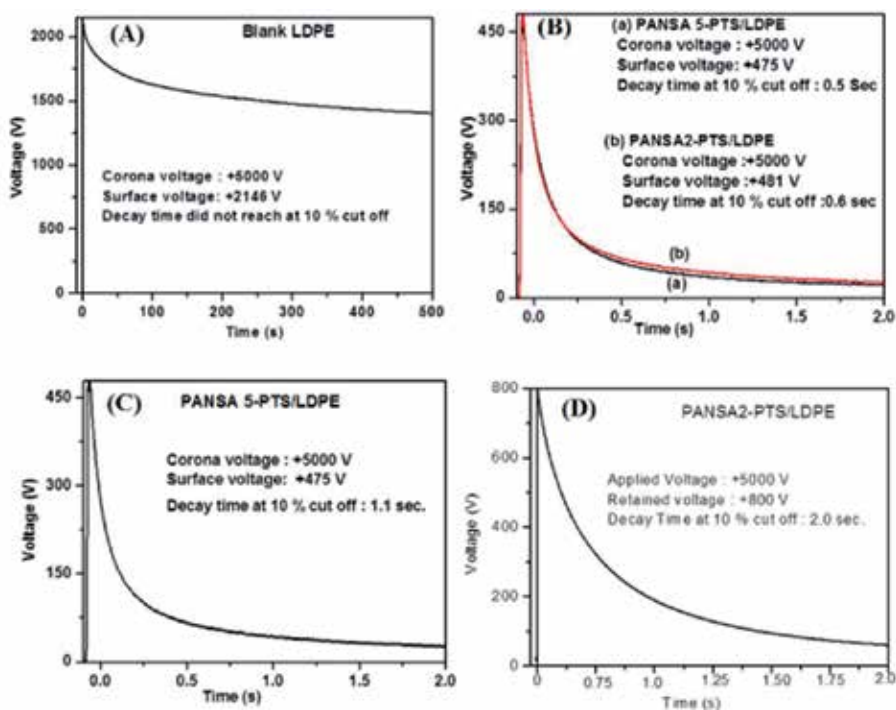 (A)
Blank LDPE
2000
1500
1000
500
0
Voltage (V)
Corona voltage : +5000 V
Surface voltage: +2146 V
Decay time did not reach at 10 % cut off
0 100 200 300 400 500
Time (s)
(B)
(a) PANSA 5-PTS/LDPE
Corona voltage : +5000 V
Surface voltage: +475 V
Decay time at 10 % cut off : 0.5 Sec
(b) PANSA2-PTS/LDPE
Corona voltage :+5000 V
Surface voltage :+481 V
Decay time at 10 % cut off :0.6 sec
450
300
150
0
Voltage (V)
(b)
(a)
0.0 0.5 1.0 1.5 2.0
Time (s)
(C)
PANSA 5-PTS/LDPE
Corona voltage : +5000 V
Surface voltage: +475 V
Decay time at 10 % cut off : 1.1 sec.
450
300
150
0
Voltage (V)
0.0 0.5 1.0 1.5 2.0
Time (s)
(D)
PANSA2-PTS/LDPE
Applied Voltage : +5000 V
Retained voltage : +800 V
Decay Time at 10 % cut off : 2.0 sec.
800
600
400
200
0
Voltage (V)
0 0.75 1.0 1.25 1.50 1.75 2.0
Time (s)